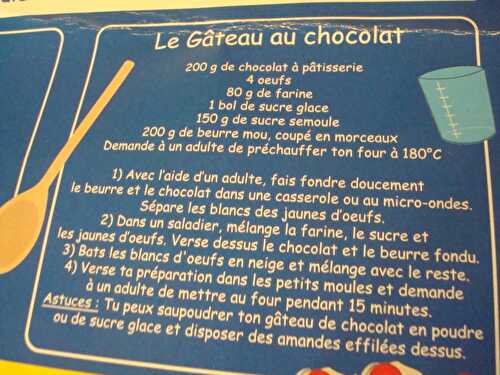 Le Gâteau au chocolat
200 g de chocolat à pâtisserie
4 oeufs
80 g de farine
1 bol de sucre glace
150 g de sucre semoule
200 g de beurre mou, coupé en morceaux
Demande à un adulte de préchauffer ton four à 180°C
1) Avec l'aide d'un adulte, fais fondre doucement
le beurre et le chocolat dans une casserole ou au micro-ondes.
Sépare les blancs des jaunes d'oeufs.
2) Dans un saladier, mélange la farine, le sucre et
les jaunes d'oeufs. Verse dessus le chocolat et le beurre fondu.
3) Bats les blancs d'oeufs en neige et mélange avec le reste.
4) Verse ta préparation dans les petits moules et demande
à un adulte de mettre au four pendant 15 minutes.
Astuces : Tu peux saupoudrer ton gâteau de chocolat en poudre
ou de sucre glace et disposer des amandes effilées dessus.